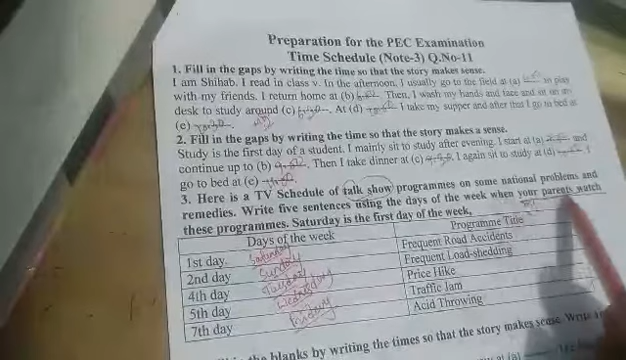 Preparation for the PEC Examination
Time Schedule (Note-3) Q.No-11
1. Fill in the gaps by writing the time so that the story makes sense.
I am Shihab. I read in class v. In the afternoon, I usually go to the field at (a) to play
with my friends. I return home at (b) Then, I wash my hands and face and sit on my
desk to study around (c) 6:30. At (d) I take my supper and after that I go to bed at
(e) 10:30
2. Fill in the gaps by writing the time so that the story makes a sense.
Study is the first day of a student. I mainly sit to study after evening. I start at (a) and
continue up to (b) Then I take dinner at (c) I again sit to study at (d) I
go to bed at (e)
3. Here is a TV Schedule of talk show programmes on some national problems and
remedies. Write five sentences using the days of the week when your parents watch
these programmes. Saturday is the first day of the week,
Days of the week Programme Time
1st day. Saturday Frequent Road Accidents
2nd day Sunday Frequent Load-shedding
4th day Tuesday Price Hike
5th day Traffic Jam
7th day Friday Acid Throwing
the blanks by writing the times so that the story makes sense.